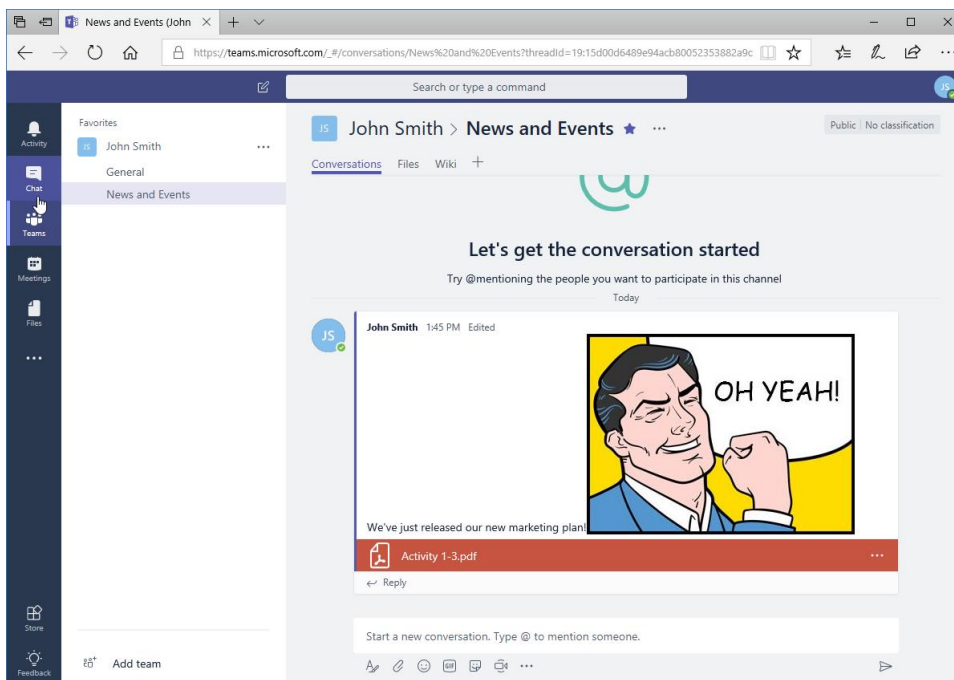 News and Events (John
https://teams.microsoft.com/_#/conversations/News%20and%20Events?threadId=19:15d00d6489e94acb80052353882a9c
Search or type a command
JS
Activity
Chat
Teams
Meetings
Files
Store
Feedback
Favorites
JS John Smith
General
News and Events
Add team
JS John Smith > News and Events
Public No classification
Conversations Files Wiki
Let's get the conversation started
Try @mentioning the people you want to participate in this channel
Today
JS
John Smith 1:45 PM Edited
OH YEAH!
We've just released our new marketing plan!
Activity 1-3.pdf
Reply
Start a new conversation. Type @ to mention someone.
GIF